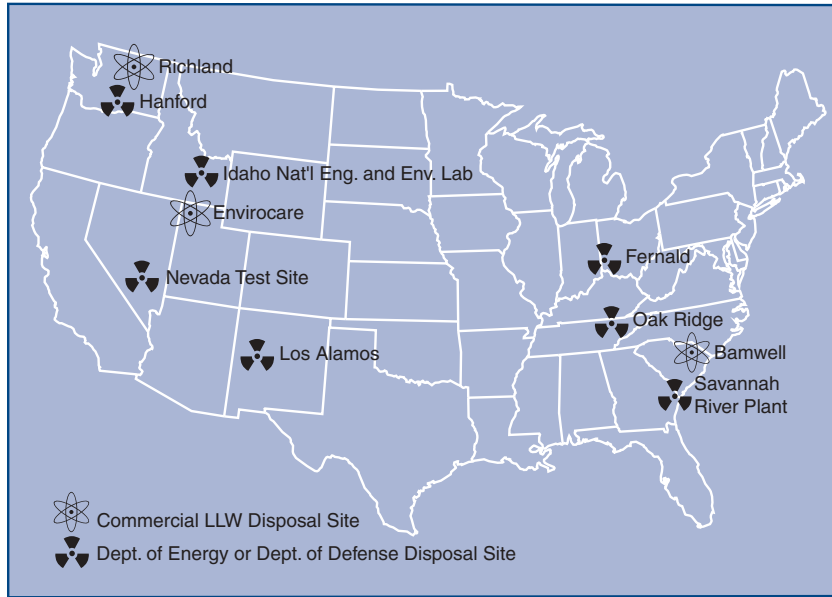 Richland
Hanford
Idaho Nat'l Eng. and Env. Lab
Envirocare
Nevada Test Site
Fernald
Oak Ridge
Los Alamos
Bamwell
Savannah
River Plant
Commercial LLW Disposal Site
Dept. of Energy or Dept. of Defense Disposal Site